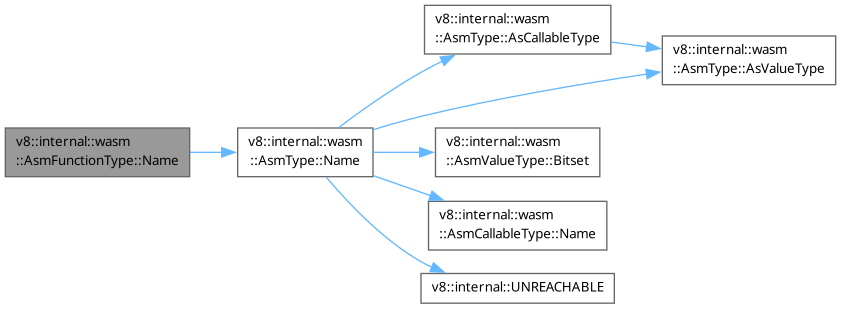 v8::internal::wasm
::AsmFunctionType::Name
v8::internal::wasm
::AsmType::Name
v8::internal::wasm
::AsmType::AsCallableType
v8::internal::wasm
::AsmType::AsValueType
v8::internal::wasm
::AsmValueType::Bitset
v8::internal::wasm
::AsmCallableType::Name
v8::internal::UNREACHABLE